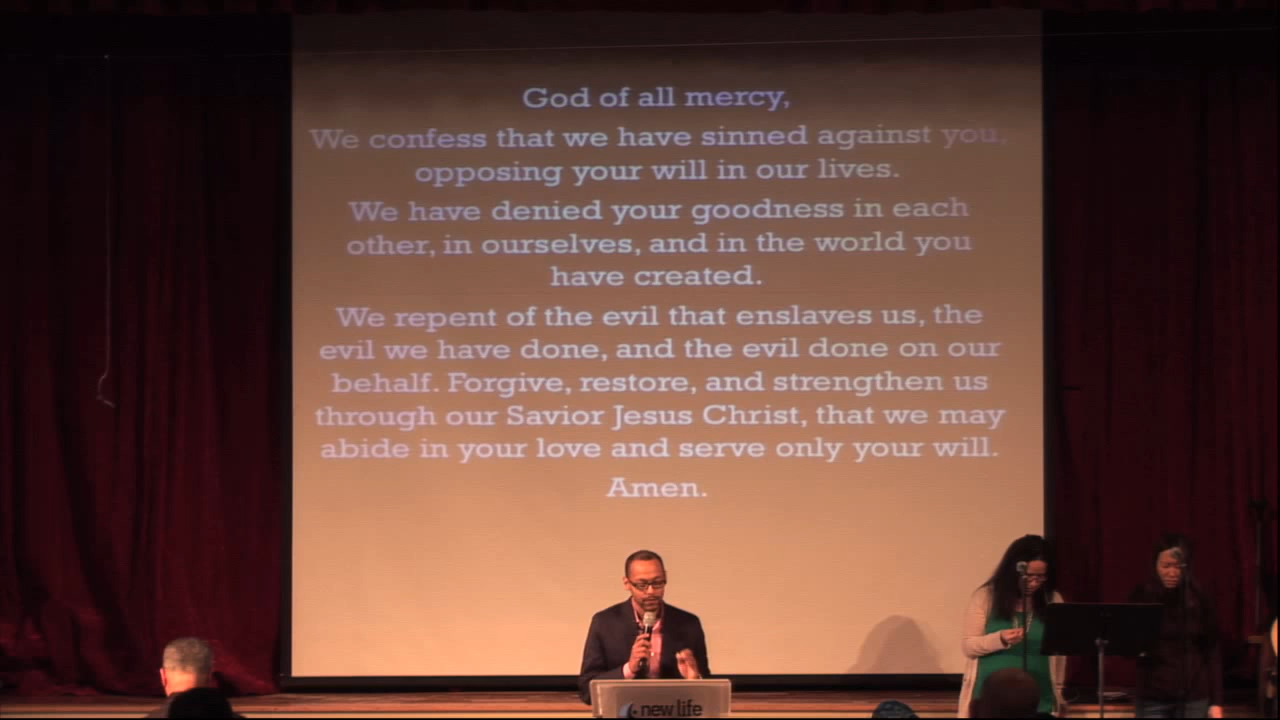 God of all mercy,
We confess that we have sinned against you,
opposing your will in our lives.
We have denied your goodness in each
other, in ourselves, and in the world you
have created.
We repent of the evil that enslaves us, the
evil we have done, and the evil done on our
behalf. Forgive, restore, and strengthen us
through our Savior Jesus Christ, that we may
abide in your love and serve only your will.
Amen.
new life